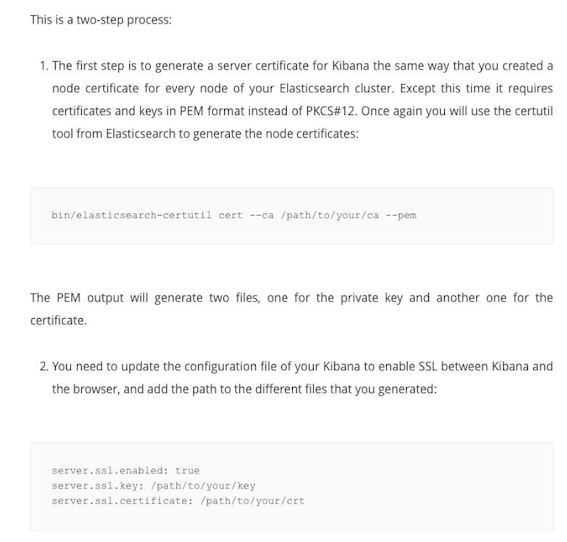 This is a two-step process:
1. The first step is to generate a server certificate for Kibana the same way that you created a
node certificate for every node of your Elasticsearch cluster. Except this time it requires
certificates and keys in PEM format instead of PKCS#12. Once again you will use the certutil
tool from Elasticsearch to generate the node certificates:
bin/elasticsearch-certutil cert --ca /path/to/your/ca --pem
The PEM output will generate two files, one for the private key and another one for the
certificate.
2. You need to update the configuration file of your Kibana to enable SSL between Kibana and
the browser, and add the path to the different files that you generated:
server.ssl.enabled: true
server.ssl.key: /path/to/your/key
server.ssl.certificate: /path/to/your/crt